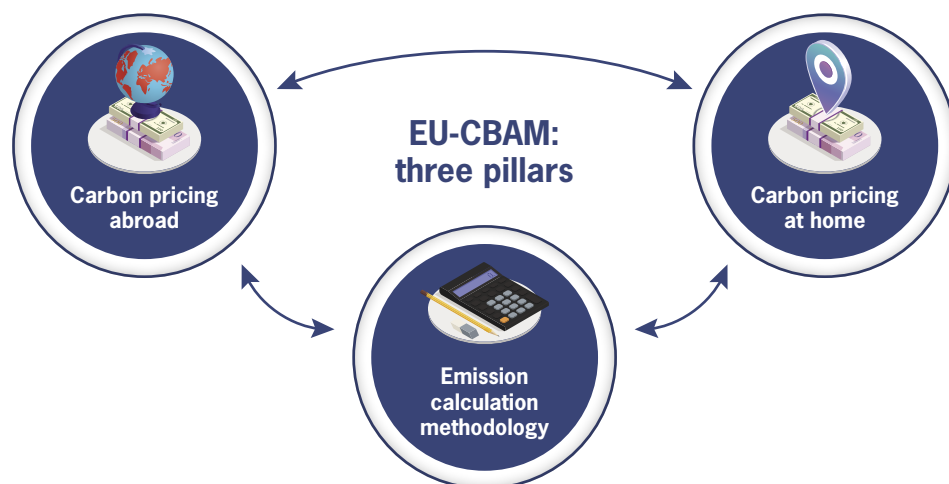 EU-CBAM:
three pillars
Carbon pricing
abroad
Carbon pricing
at home
Emission
calculation
methodology